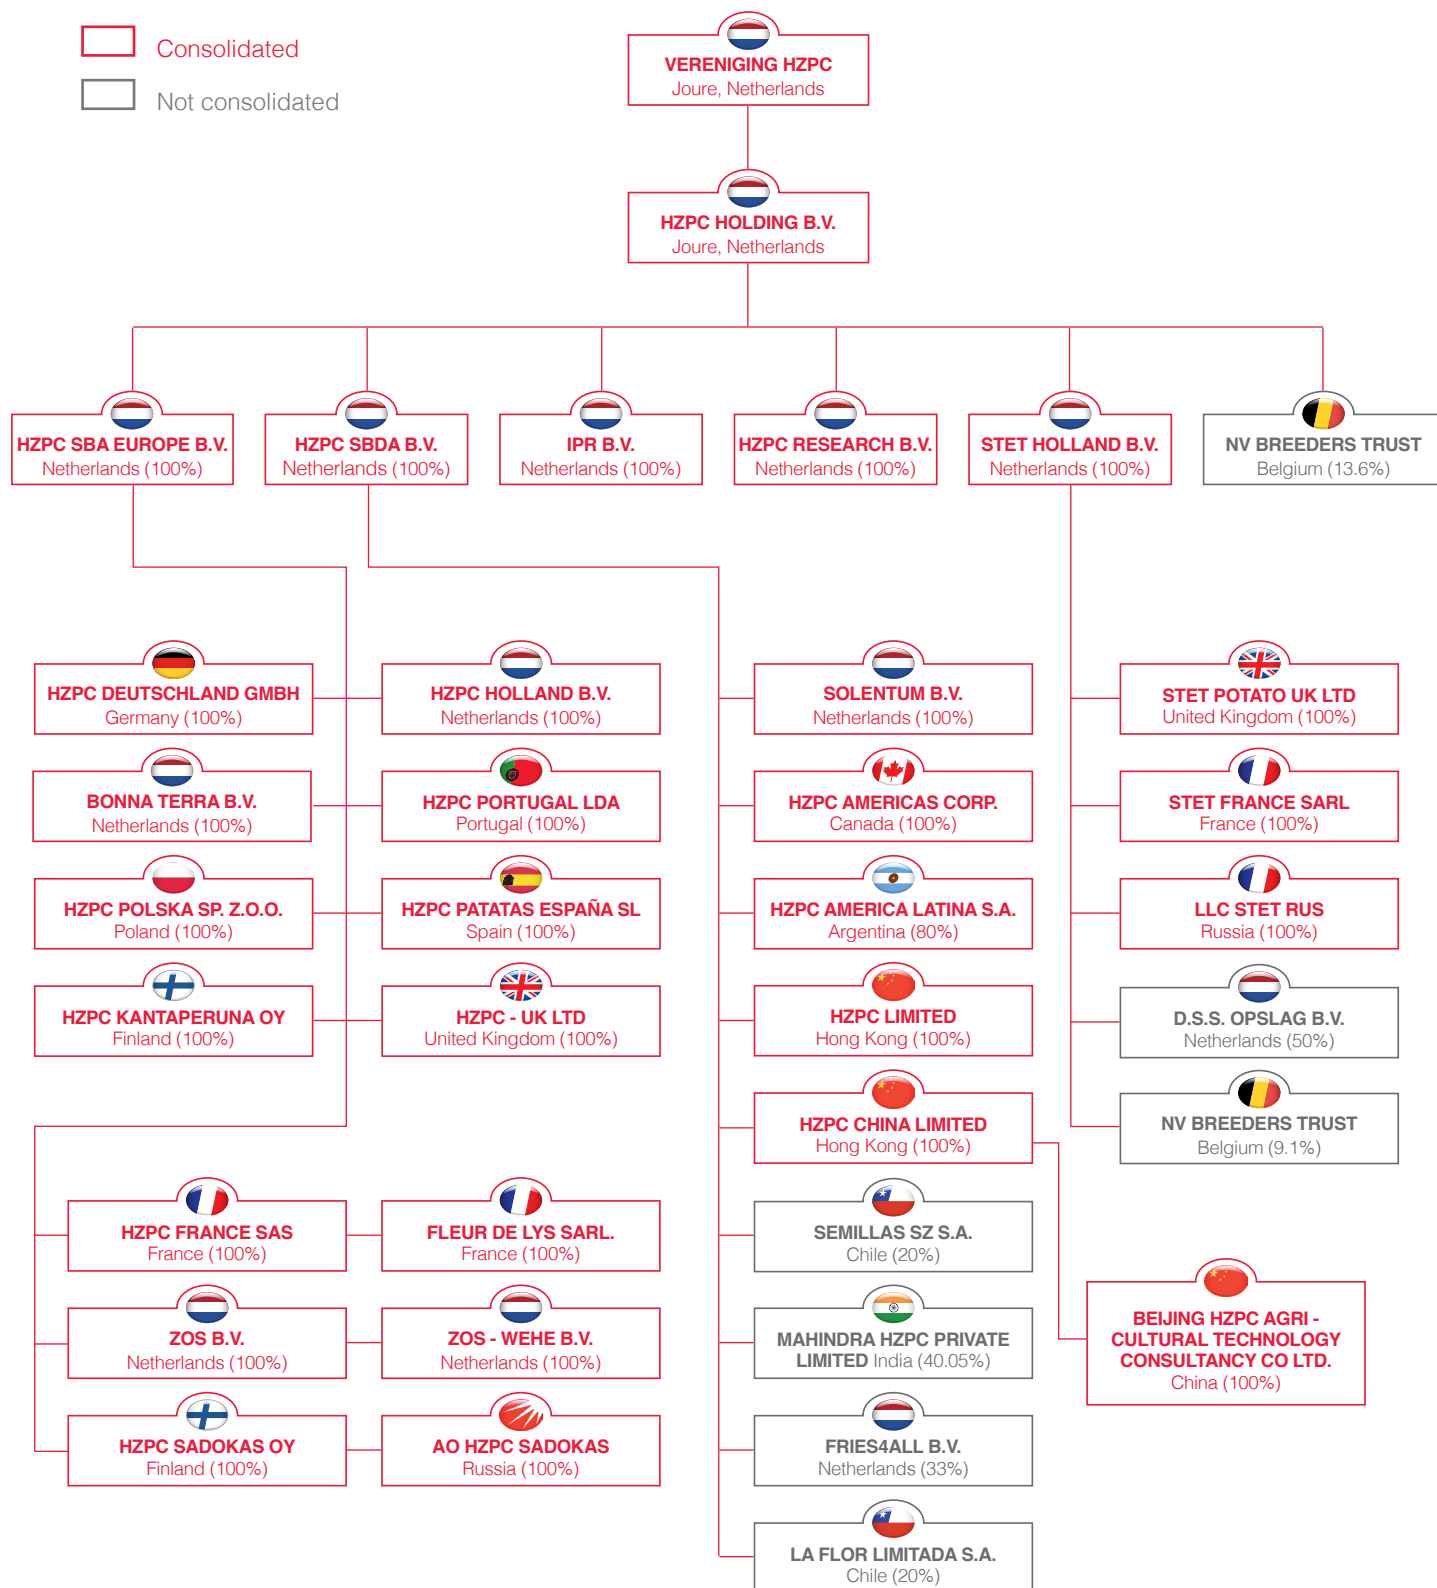 Consolidated
Not consolidated
VERENIGING HZPC
Joure, Netherlands
HZPC HOLDING B.V.
Joure, Netherlands
HZPC SBA EUROPE B.V.
Netherlands (100%)
HZPC SBDA B.V.
Netherlands (100%)
IPR B.V.
Netherlands (100%)
HZPC RESEARCH B.V.
Netherlands (100%)
STET HOLLAND B.V.
Netherlands (100%)
NV BREEDERS TRUST
Belgium (13.6%)
HZPC DEUTSCHLAND GMBH
Germany (100%)
HZPC HOLLAND B.V.
Netherlands (100%)
BONNA TERRA B.V.
Netherlands (100%)
HZPC PORTUGAL LDA
Portugal (100%)
HZPC POLSKA SP. Z.O.O.
Poland (100%)
HZPC PATATAS ESPAÑA SL
Spain (100%)
HZPC KANTAPERUNA OY
Finland (100%)
HZPC - UK LTD
United Kingdom (100%)
HZPC FRANCE SAS
France (100%)
FLEUR DE LYS SARL.
France (100%)
ZOS B.V.
Netherlands (100%)
ZOS - WEHE B.V.
Netherlands (100%)
HZPC SADOKAS OY
Finland (100%)
AO HZPC SADOKAS
Russia (100%)
SOLENTUM B.V.
Netherlands (100%)
HZPC AMERICAS CORP.
Canada (100%)
HZPC AMERICA LATINA S.A.
Argentina (80%)
HZPC LIMITED
Hong Kong (100%)
HZPC CHINA LIMITED
Hong Kong (100%)
SEMILLAS SZ S.A.
Chile (20%)
MAHINDRA HZPC PRIVATE
LIMITED India (40.05%)
FRIES4ALL B.V.
Netherlands (33%)
LA FLOR LIMITADA S.A.
Chile (20%)
BEIJING HZPC AGRI -
CULTURAL TECHNOLOGY
CONSULTANCY CO LTD.
China (100%)
STET POTATO UK LTD
United Kingdom (100%)
STET FRANCE SARL
France (100%)
LLC STET RUS
Russia (100%)
D.S.S. OPSLAG B.V.
Netherlands (50%)
NV BREEDERS TRUST
Belgium (9.1%)